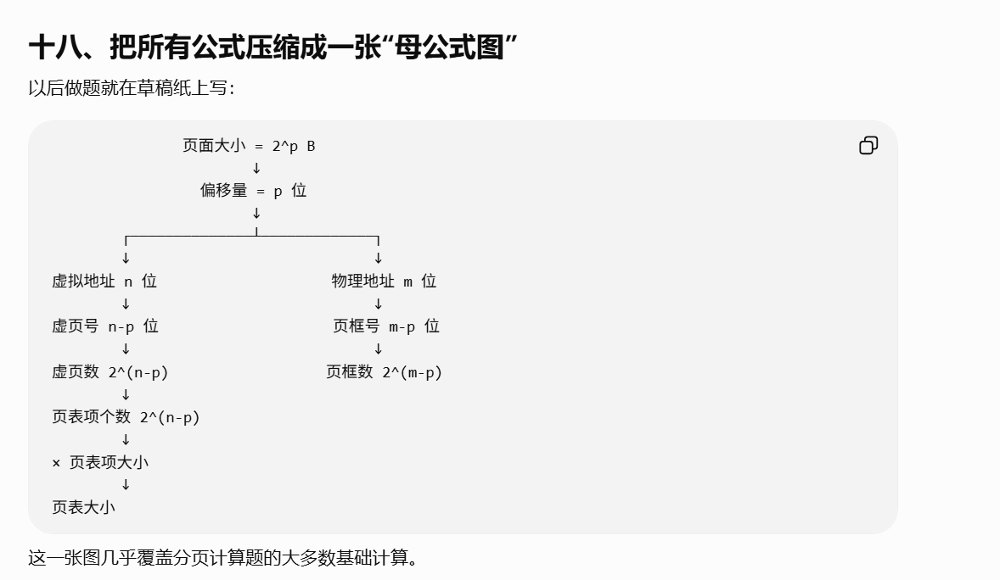 十八、把所有公式压缩成一张“母公式图”
以后做题就在草稿纸上写：
页面大小 = 2^p B
↓
偏移量 = p 位
↓
┌──────────────┴─────────────┐
↓ ↓
虚拟地址 n 位 物理地址 m 位
↓ ↓
虚页号 n-p 位 页框号 m-p 位
↓ ↓
虚页数 2^(n-p) 页框数 2^(m-p)
↓
页表项个数 2^(n-p)
↓
× 页表项大小
↓
页表大小
这一张图几乎覆盖分页计算题的大多数基础计算。